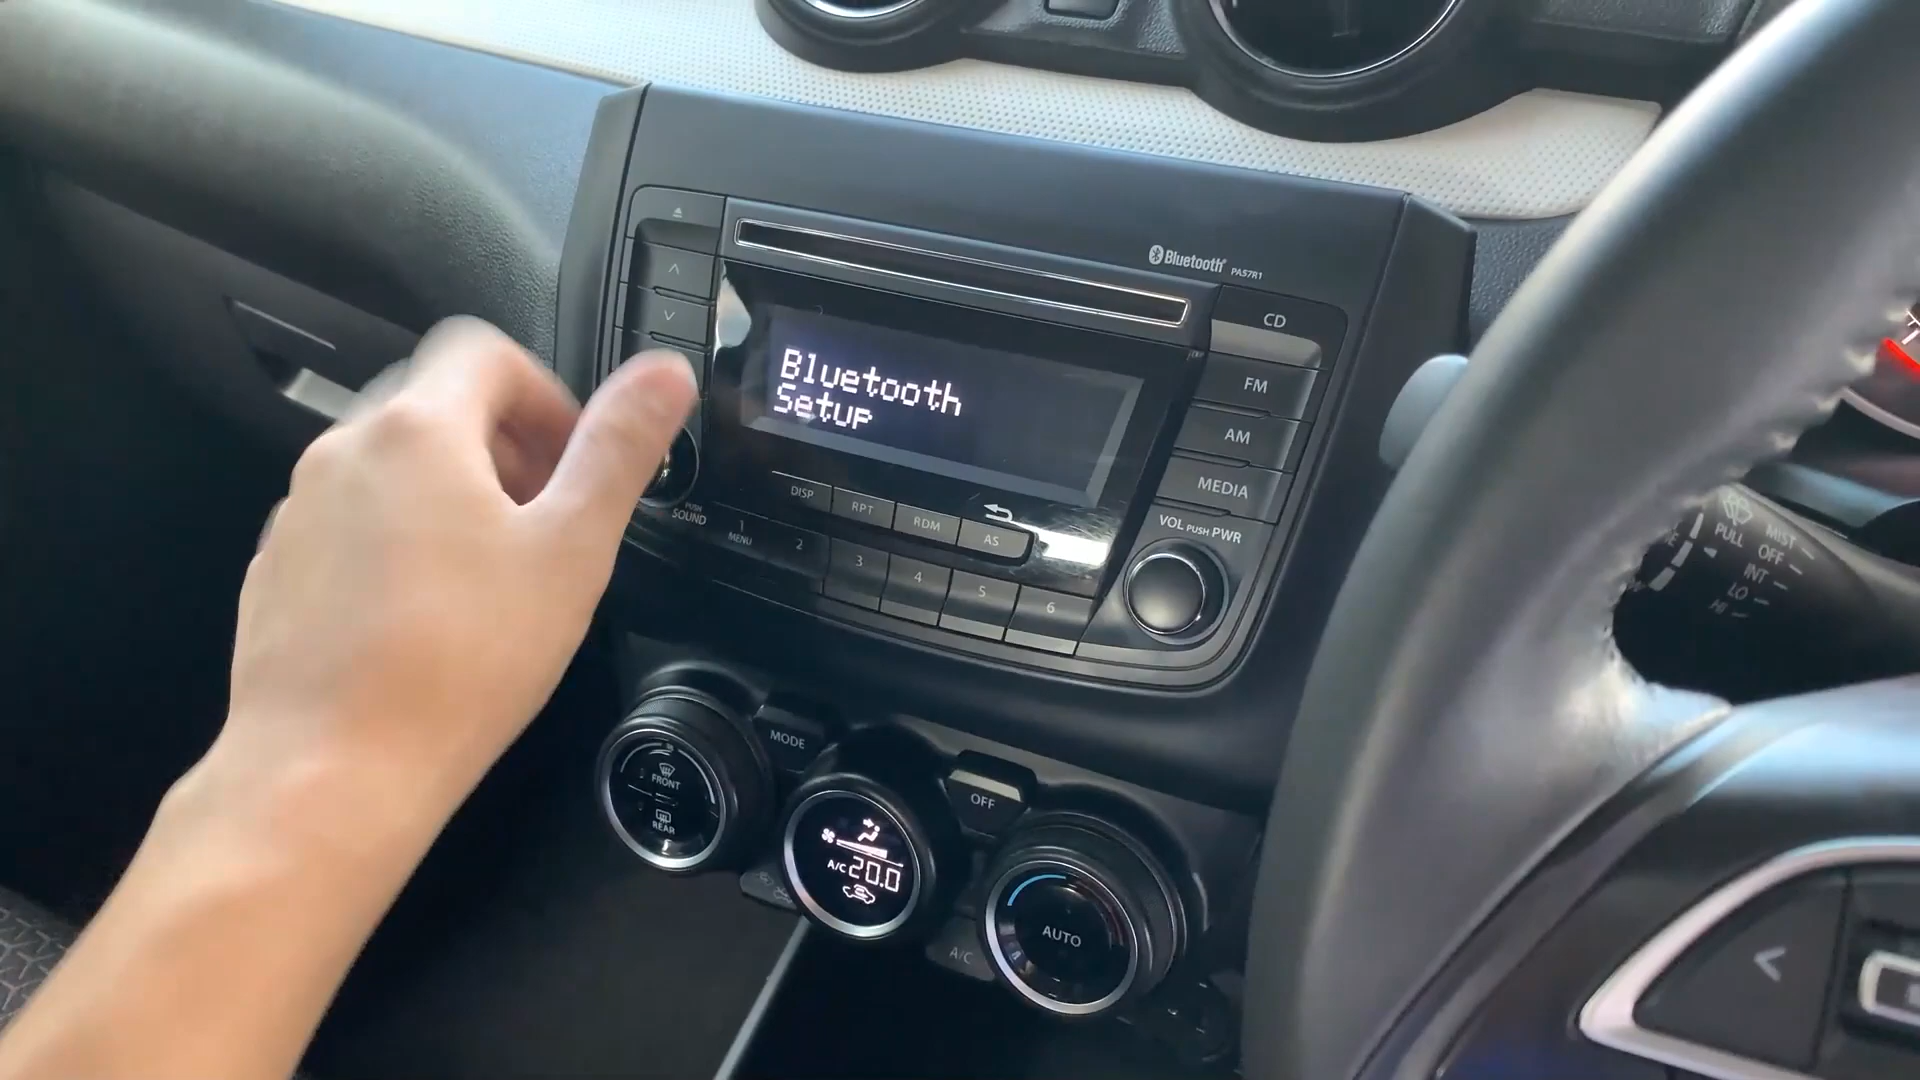 Bluetooth
PA57R1
CD
FM
AM
MEDIA
VOL PUSH PWR
Bluetooth
Setup
PUSH
SOUND
DISP
RPT
RDM
AS
1
MENU
2
3
4
5
6
MODE
OFF
FRONT
REAR
A/C 20.0
AUTO
A/C
PULL
MIST
OFF
INT
LO
HI